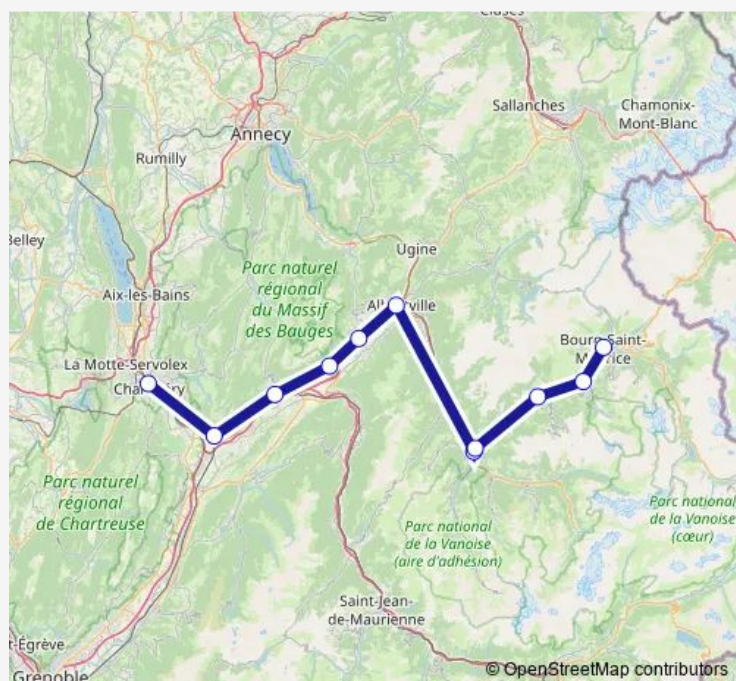 Cluses
Sallanches
Chamonix-
Mont-Blanc
Annecy
Rumilly
Belley
Ugine
Parc naturel
régional
du Massif
des Bauges
Aix-les-Bains
La Motte-Servolex
Parc naturel
régional
de Chartreuse
Parc national
de la Vanoise
(aire d'adhésion)
Parc national
de la Vanoise
(cœur)
Saint-Jean-
de-Maurienne
t-Égrève
Grenoble
© OpenStreetMap contributors